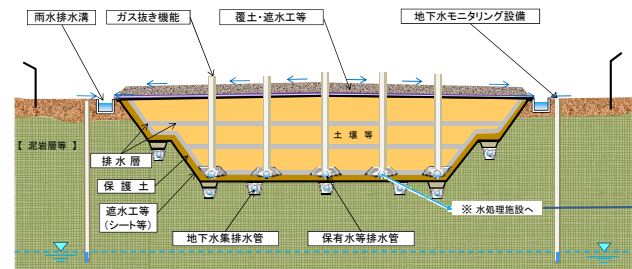 雨水排水溝
ガス抜き機能
覆土・遮水工等
地下水モニタリング設備
【 泥岩層等 】
土 壌 等
排 水 層
保 護 土
遮水工等
(シート等)
地下水集排水管
保有水等排水管
※ 水処理施設へ